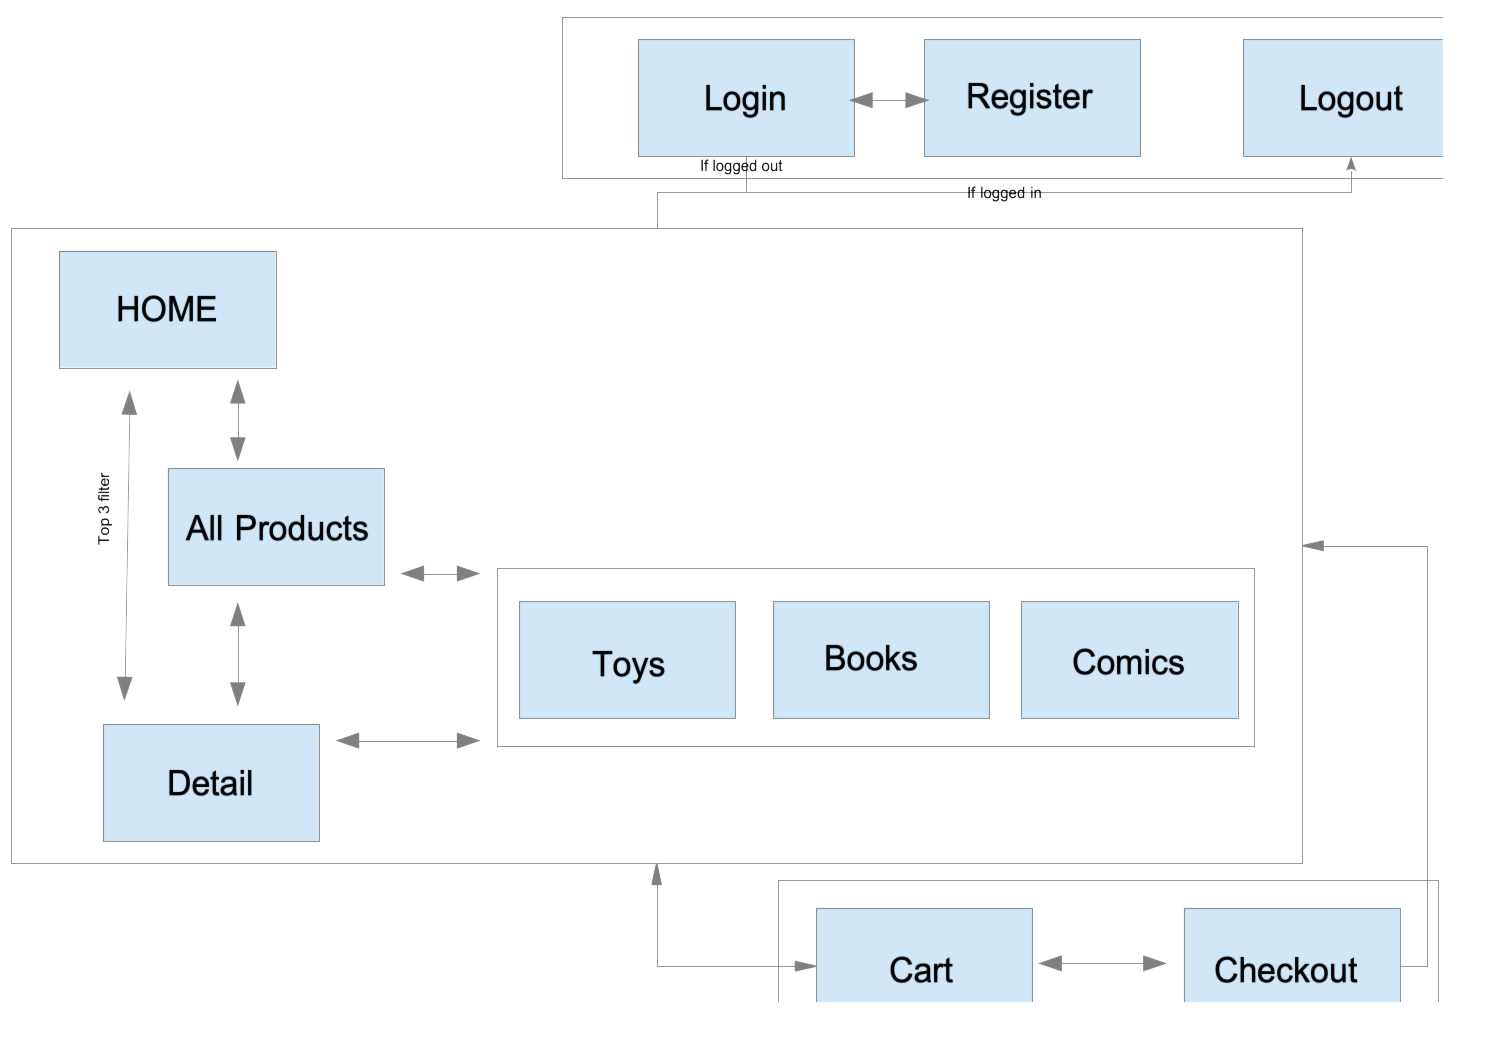 Login
Register
Logout
If logged out
If logged in
HOME
Top 3 filter
All Products
Toys
Books
Comics
Detail
Cart
Checkout